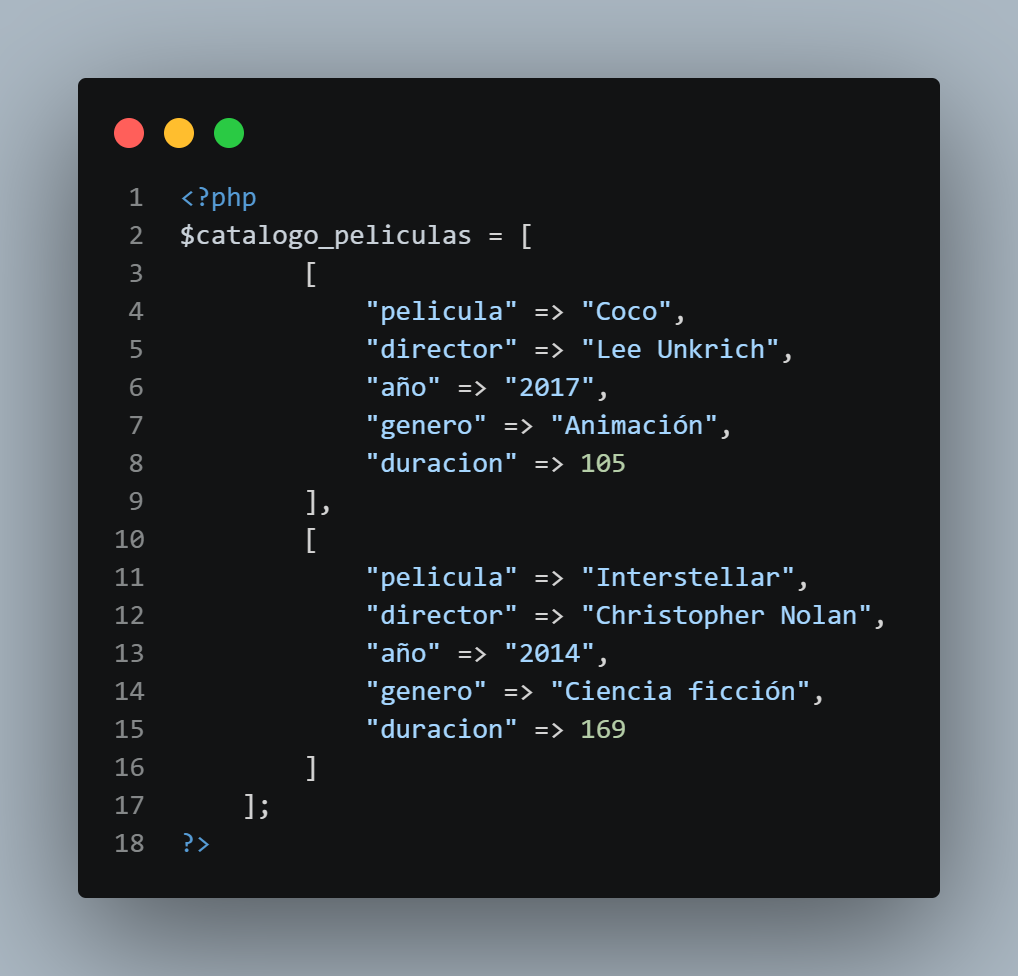 1 <?php
2 $catalogo_peliculas = [
3         [
4             "pelicula" => "Coco",
5             "director" => "Lee Unkrich",
6             "año" => "2017",
7             "genero" => "Animación",
8             "duracion" => 105
9         ],
10         [
11             "pelicula" => "Interstellar",
12             "director" => "Christopher Nolan",
13             "año" => "2014",
14             "genero" => "Ciencia ficción",
15             "duracion" => 169
16         ]
17     ];
18 ?>